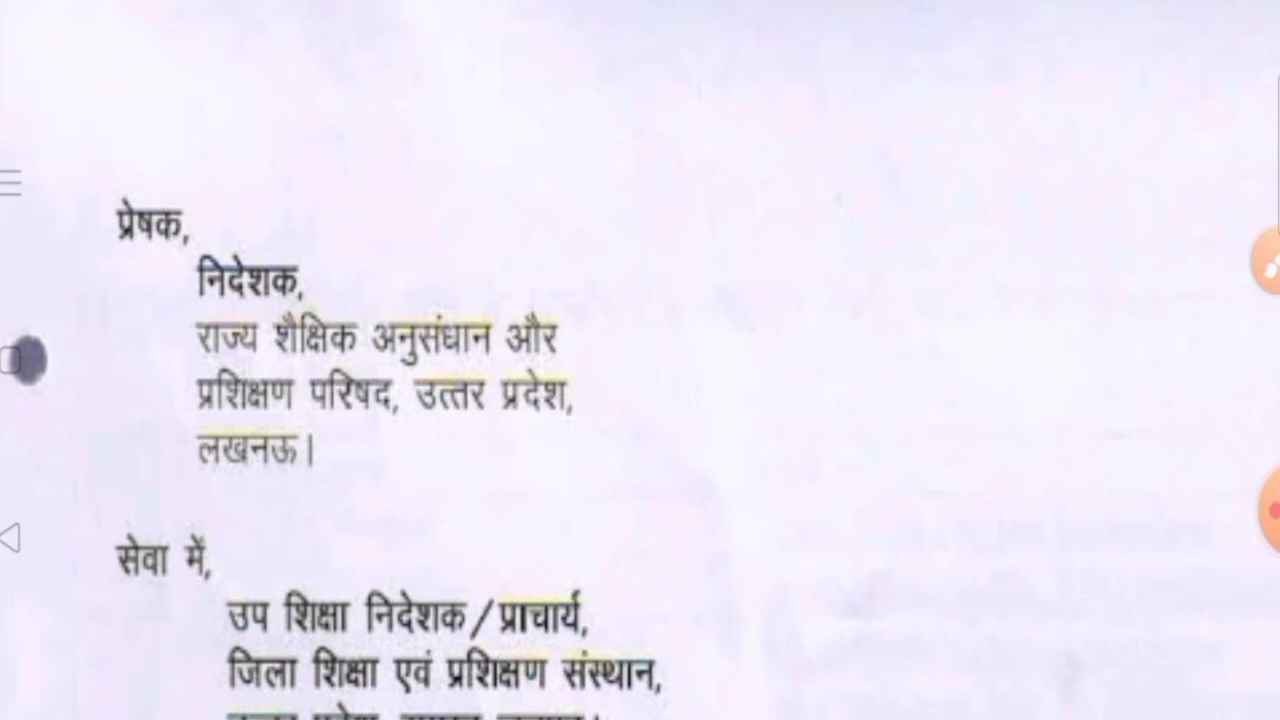 प्रेषक,
निदेशक,
राज्य शैक्षिक अनुसंधान और
प्रशिक्षण परिषद, उत्तर प्रदेश,
लखनऊ।
सेवा में,
उप शिक्षा निदेशक/प्राचार्य,
जिला शिक्षा एवं प्रशिक्षण संस्थान,